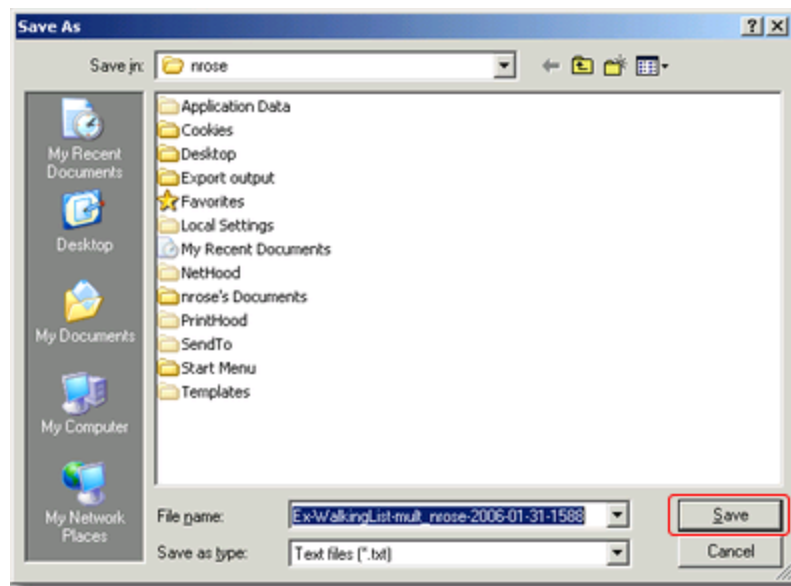 Save As
Save in:
nrose
My Recent
Documents
Desktop
My Documents
My Computer
My Network
Places
Application Data
Cookies
Desktop
Export output
Favorites
Local Settings
My Recent Documents
NetHood
nrose's Documents
PrintHood
SendTo
Start Menu
Templates
File name:
Ex-WalkingList-mult_nrose-2006-01-31-1588
Save
Save as type:
Text files (*.txt)
Cancel